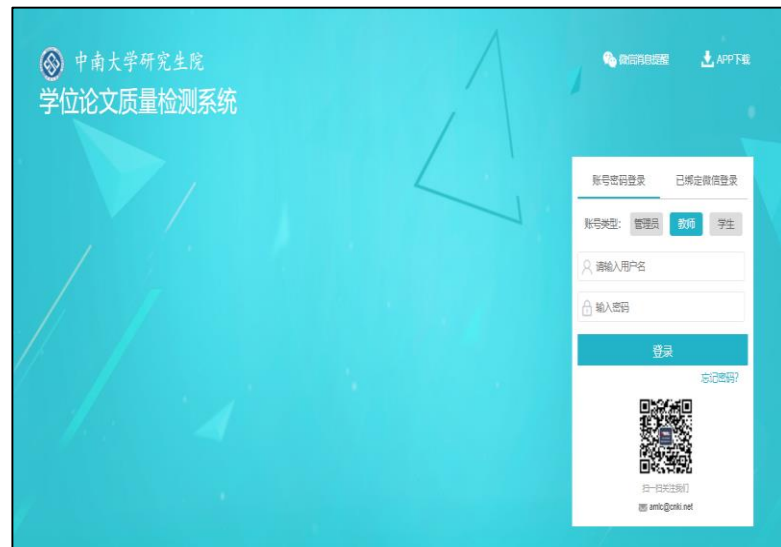 中南大学研究生院
学位论文质量检测系统
微信消息提醒
APP下载
账号密码登录
已绑定微信登录
账号类型：
管理员
教师
学生
请输入用户名
输入密码
登录
忘记密码?
扫一扫关注我们
amlc@cnki.net